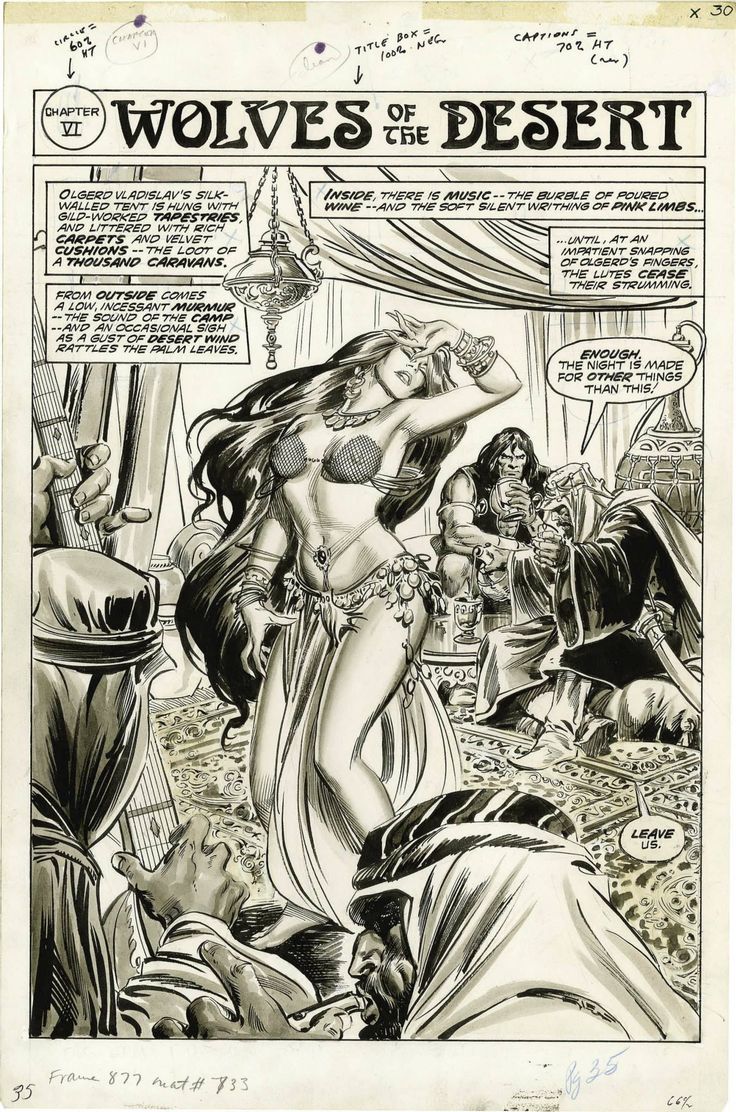 x 30
CIRCLE =
60%
HT
CHAPTER
VI
TITLE BOX =
100% NEG
CAPTIONS =
70% HT
CHAPTER
VI
WOLVES OF THE DESERT
OLGERD VLADISLAV'S SILK-
WALLED TENT IS HUNG WITH
GILD-WORKED TAPESTRIES,
AND LITTERED WITH RICH
CARPETS AND VELVET
CUSHIONS -- THE LOOT OF
A THOUSAND CARAVANS.
INSIDE, THERE IS MUSIC -- THE BURBLE OF POURED
WINE -- AND THE SOFT SILENT WRITHING OF PINK LIMBS...
...UNTIL, AT AN
IMPATIENT SNAPPING
OF OLGERD'S FINGERS,
THE LUTES CEASE
THEIR STRUMMING.
FROM OUTSIDE COMES
A LOW, INCESSANT MURMUR
-- THE SOUND OF THE CAMP
-- AND AN OCCASIONAL SIGH
AS A GUST OF DESERT WIND
RATTLES THE PALM LEAVES.
ENOUGH.
THE NIGHT IS MADE
FOR OTHER THINGS
THAN THIS!
LEAVE
US.
Frame 877 mat# 733
Pg 35
35
66%